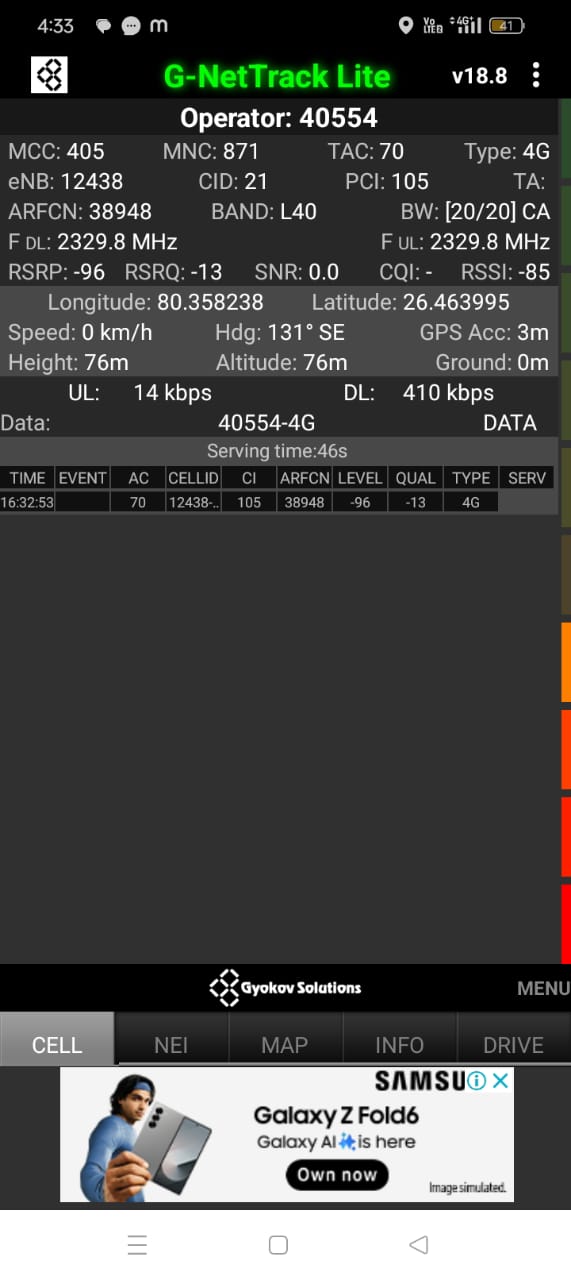 4:33 m Vo LTE B 4G+ 41
G-NetTrack Lite v18.8
Operator: 40554
MCC: 405 MNC: 871 TAC: 70 Type: 4G
eNB: 12438 CID: 21 PCI: 105 TA:
ARFCN: 38948 BAND: L40 BW: [20/20] CA
F DL: 2329.8 MHz F UL: 2329.8 MHz
RSRP: -96 RSRQ: -13 SNR: 0.0 CQI: - RSSI: -85
Longitude: 80.358238 Latitude: 26.463995
Speed: 0 km/h Hdg: 131° SE GPS Acc: 3m
Height: 76m Altitude: 76m Ground: 0m
UL: 14 kbps DL: 410 kbps
Data: 40554-4G DATA
Serving time:46s
TIME EVENT AC CELLID CI ARFCN LEVEL QUAL TYPE SERV
16:32:53 70 12438-.. 105 38948 -96 -13 4G
Gyokov Solutions MENU
CELL NEI MAP INFO DRIVE
SAMSU
Galaxy Z Fold6
Galaxy AI is here
Own now
Image simulated.